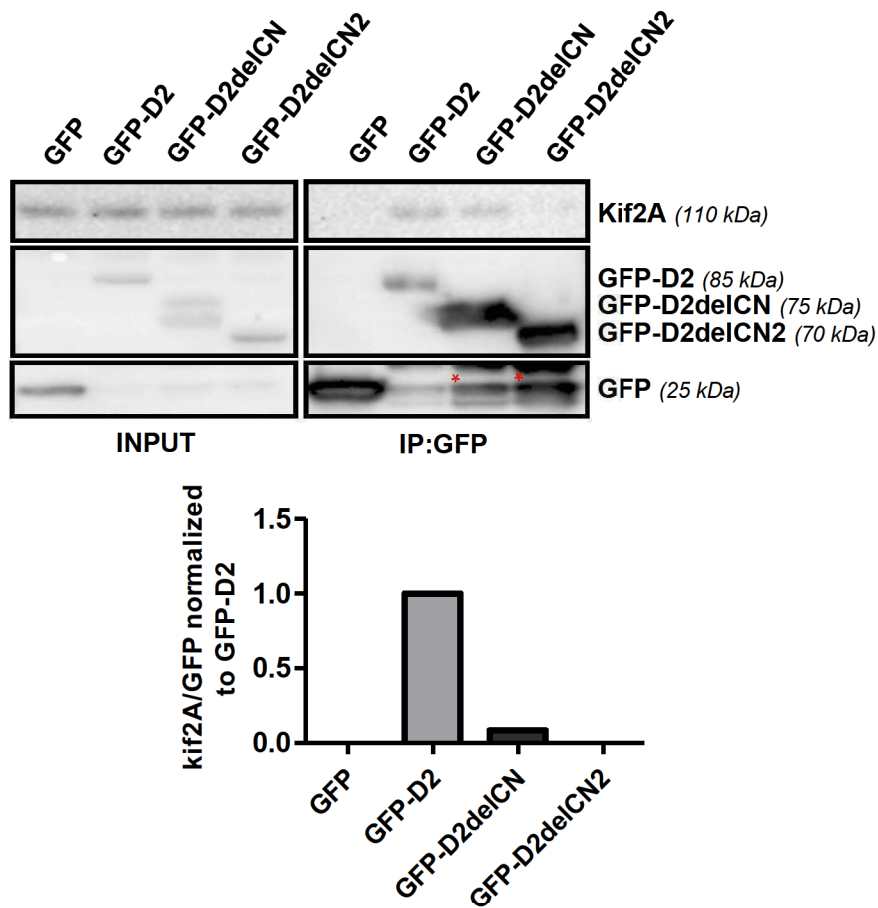 GFP
GFP-D2
GFP-D2delCN
GFP-D2delCN2
GFP
GFP-D2
GFP-D2delCN
GFP-D2delCN2
Kif2A (110 kDa)
GFP-D2 (85 kDa)
GFP-D2delCN (75 kDa)
GFP-D2delCN2 (70 kDa)
* *
GFP (25 kDa)
INPUT
IP:GFP
kif2A/GFP normalized
to GFP-D2
1.5
1.0
0.5
0.0
GFP
GFP-D2
GFP-D2delCN
GFP-D2delCN2